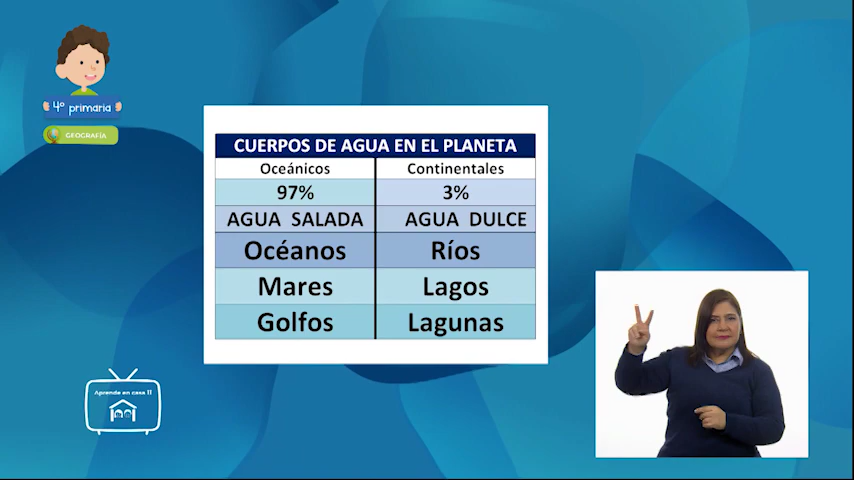 4º primaria
GEOGRAFÍA
CUERPOS DE AGUA EN EL PLANETA
Oceánicos Continentales
97% 3%
AGUA SALADA AGUA DULCE
Océanos Ríos
Mares Lagos
Golfos Lagunas
Aprende en casa II